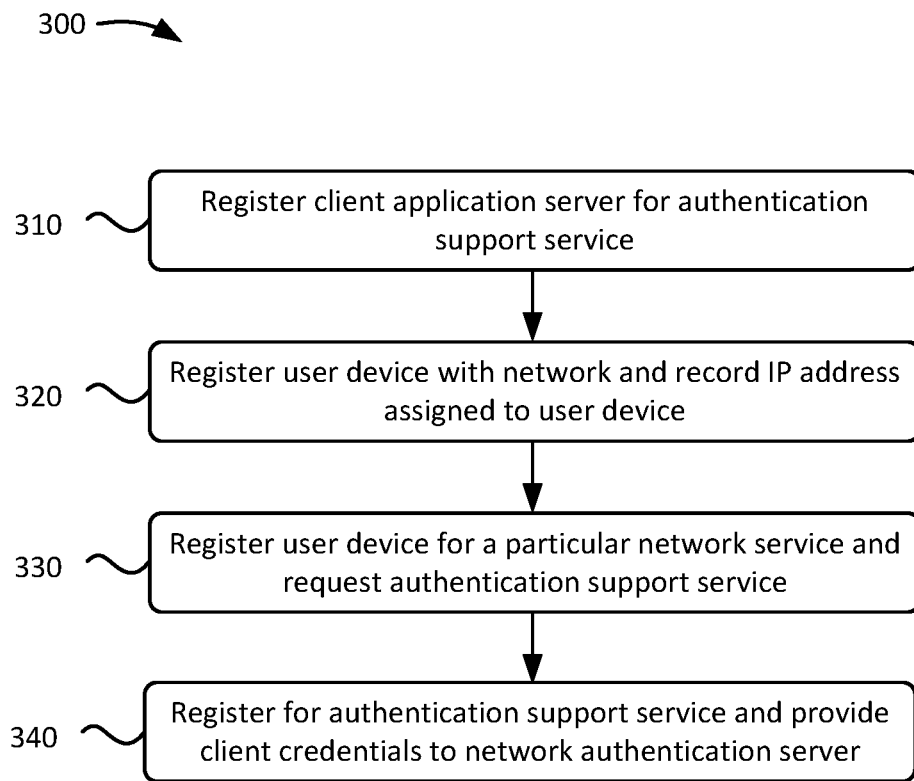 300
310
Register client application server for authentication
support service
320
Register user device with network and record IP address
assigned to user device
330
Register user device for a particular network service and
request authentication support service
340
Register for authentication support service and provide
client credentials to network authentication server